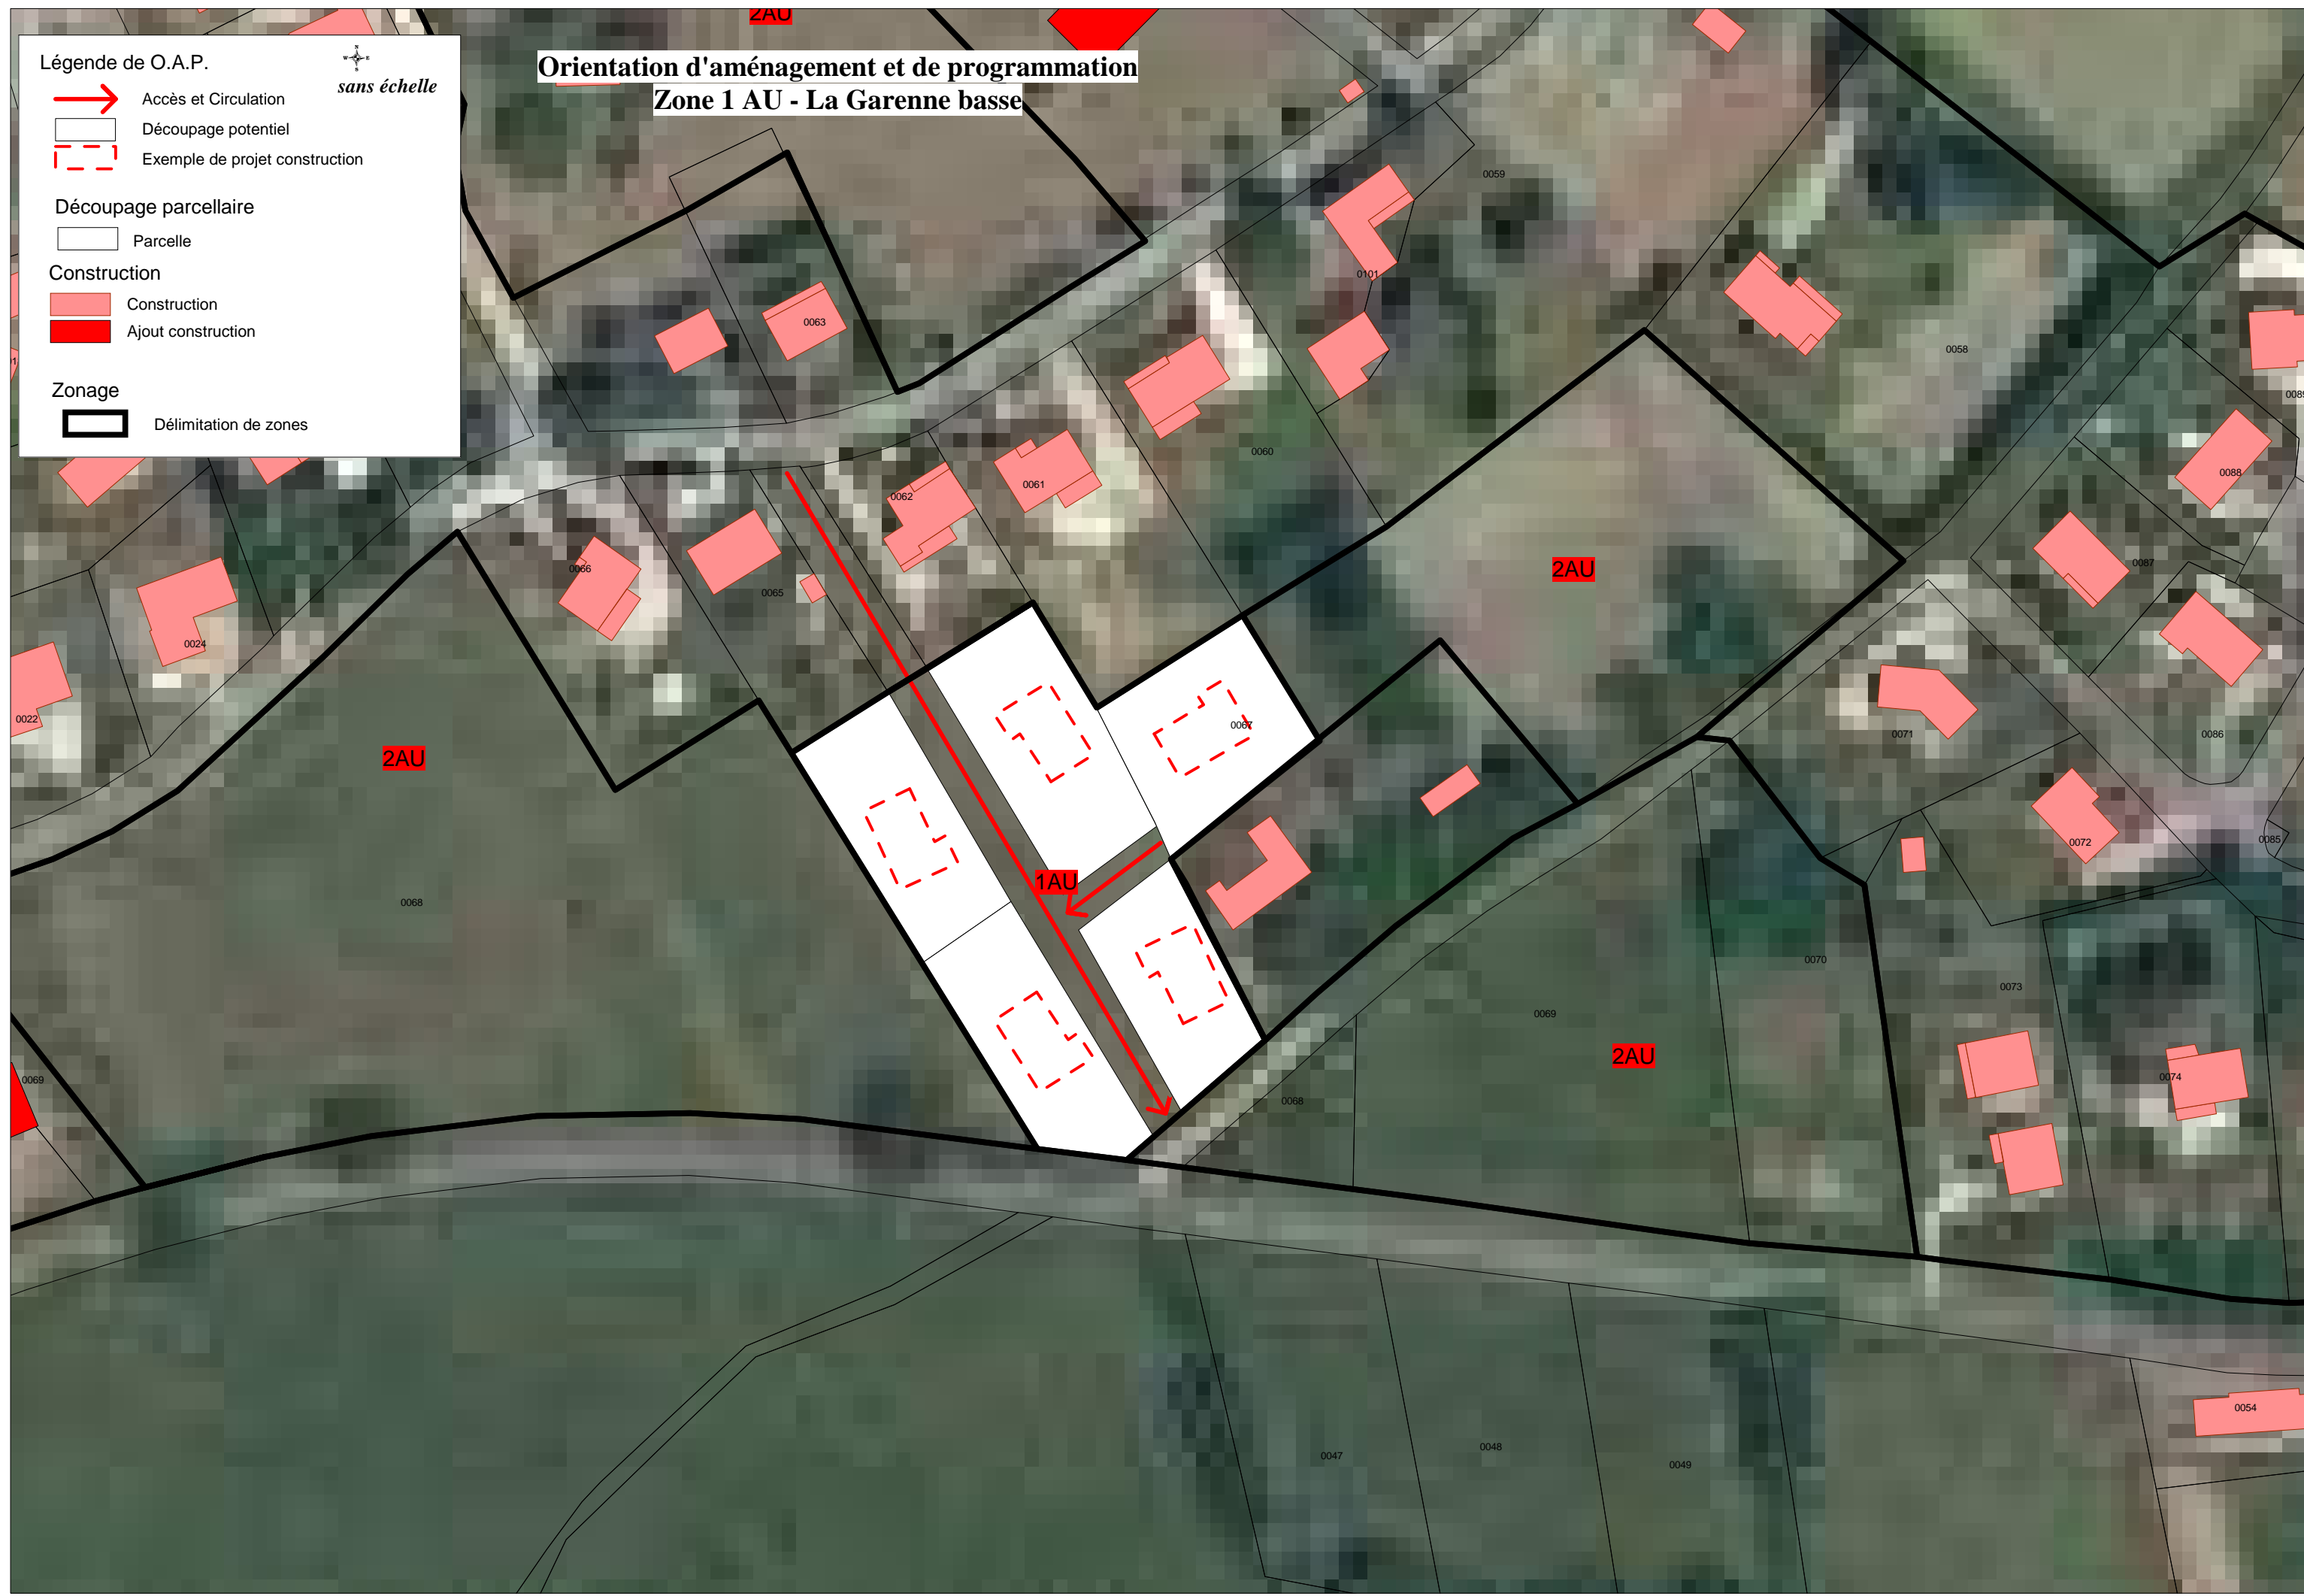 2AU
Orientation d'aménagement et de programmation
Zone 1 AU - La Garenne basse
Légende de O.A.P.
N
W E
S
sans échelle
Accès et Circulation
Découpage potentiel
Exemple de projet construction
Découpage parcellaire
Parcelle
Construction
Construction
Ajout construction
Zonage
Délimitation de zones
0059
0101
0063
0058
0089
0060
0062
0061
0088
0066
0065
2AU
0087
0024
0022
0067
0071
0086
2AU
0072
0085
1AU
0068
0070
0073
0069
2AU
0069
0074
0068
0054
0047
0048
0049